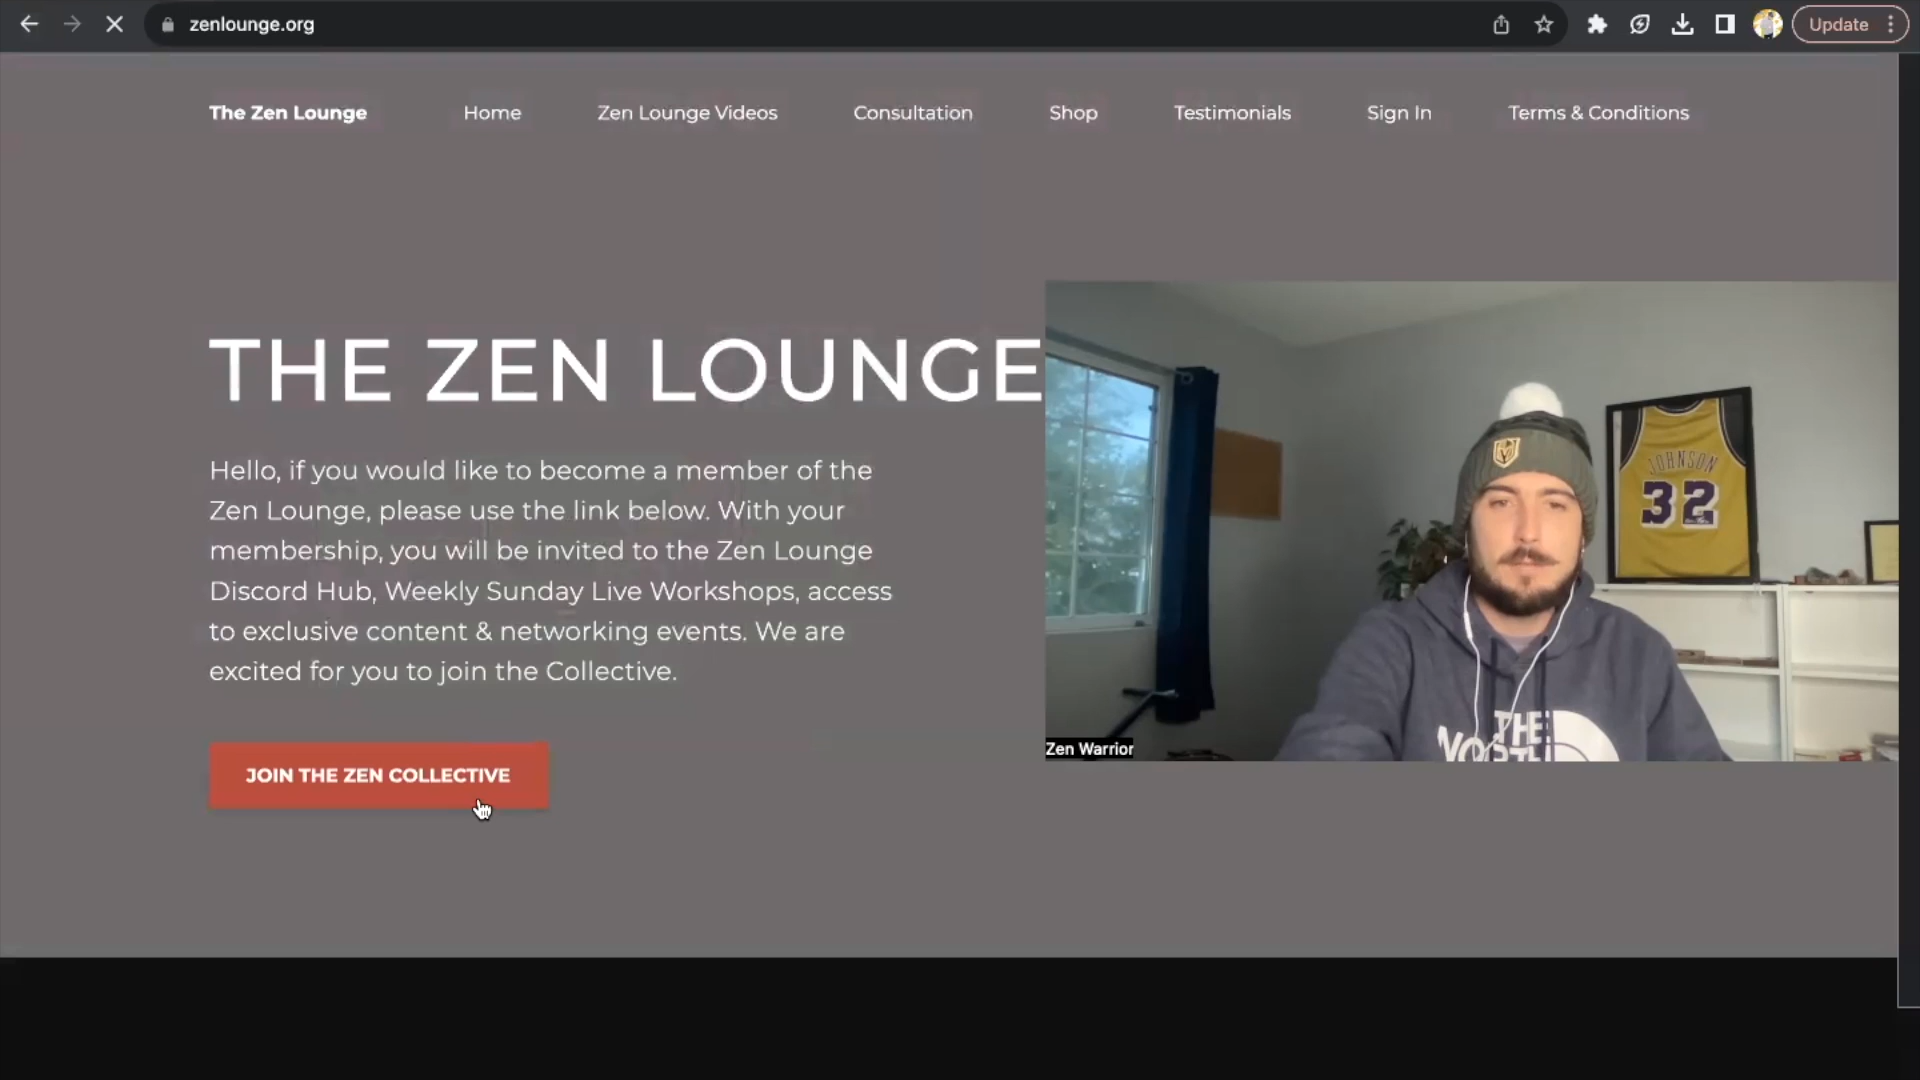 zenlounge.org
Update
The Zen Lounge Home Zen Lounge Videos Consultation Shop Testimonials Sign In Terms & Conditions
THE ZEN LOUNGE
Hello, if you would like to become a member of the
Zen Lounge, please use the link below. With your
membership, you will be invited to the Zen Lounge
Discord Hub, Weekly Sunday Live Workshops, access
to exclusive content & networking events. We are
excited for you to join the Collective.
JOIN THE ZEN COLLECTIVE
JOHNSON
32
THE
Zen Warrior